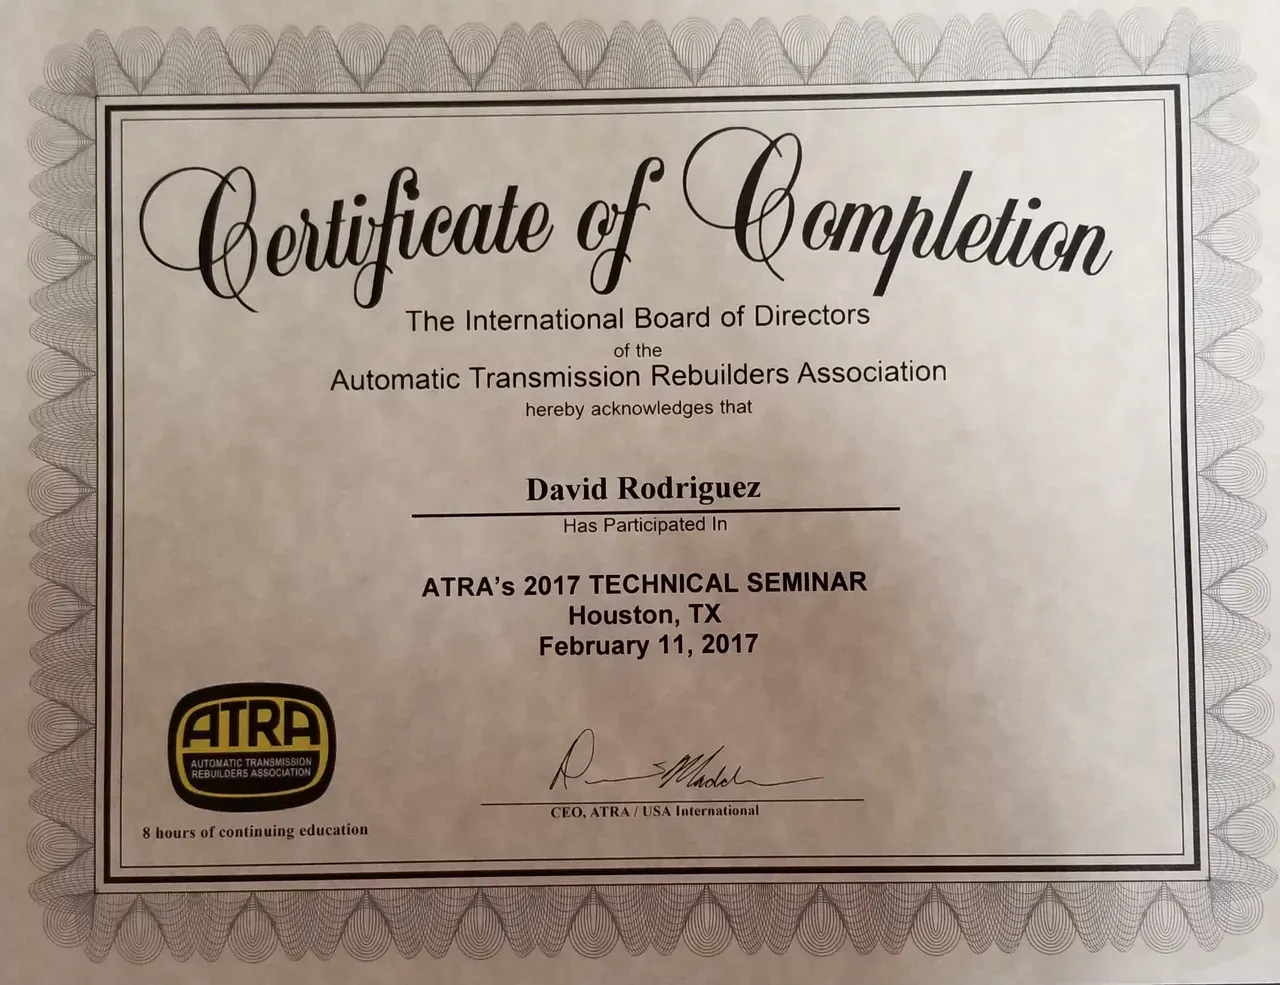 Certificate of Completion
The International Board of Directors
of the
Automatic Transmission Rebuilders Association
hereby acknowledges that
David Rodriguez
Has Participated In
ATRA's 2017 TECHNICAL SEMINAR
Houston, TX
February 11, 2017
ATRA
AUTOMATIC TRANSMISSION
REBUILDERS ASSOCIATION
8 hours of continuing education
CEO, ATRA / USA International